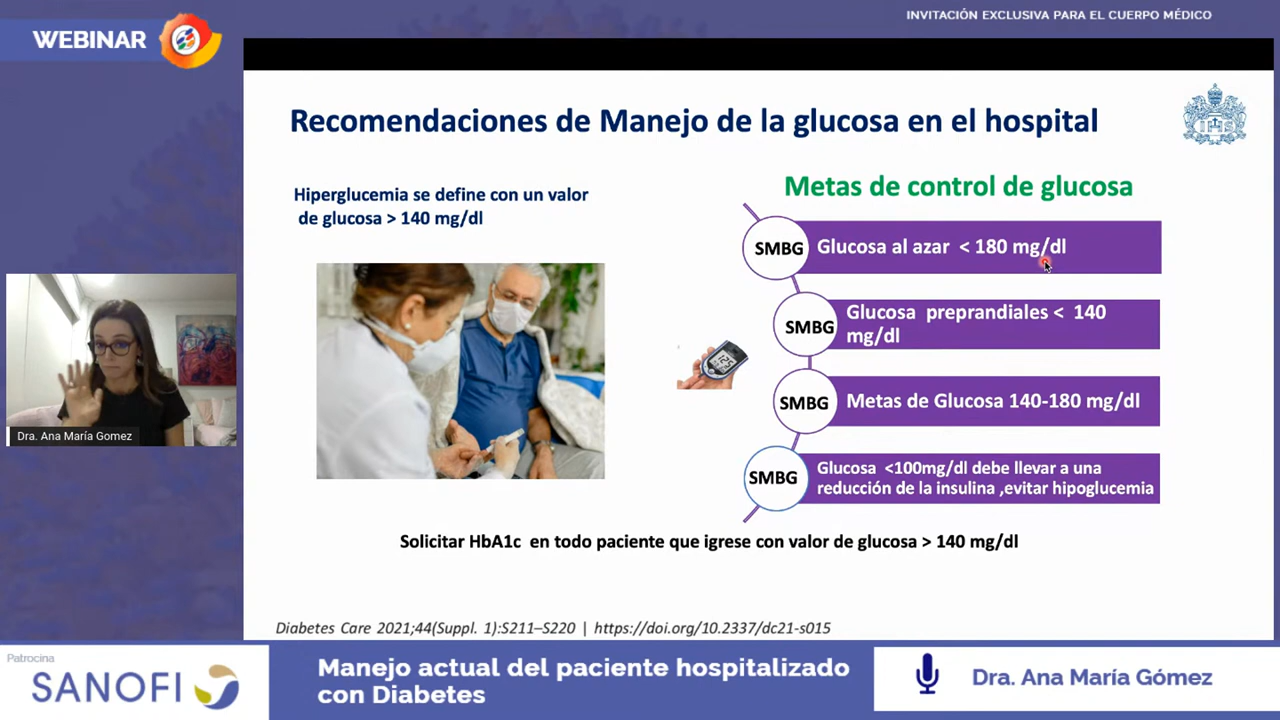 INVITACIÓN EXCLUSIVA PARA EL CUERPO MÉDICO
WEBINAR
Recomendaciones de Manejo de la glucosa en el hospital
Hiperglucemia se define con un valor
de glucosa > 140 mg/dl
Metas de control de glucosa
SMBG
Glucosa al azar < 180 mg/dl
SMBG
Glucosa preprandiales < 140
mg/dl
SMBG
Metas de Glucosa 140-180 mg/dl
SMBG
Glucosa <100mg/dl debe llevar a una
reducción de la insulina ,evitar hipoglucemia
125
Solicitar HbA1c en todo paciente que igrese con valor de glucosa > 140 mg/dl
Dra. Ana María Gomez
Diabetes Care 2021;44(Suppl. 1):S211–S220 | https://doi.org/10.2337/dc21-s015
Patrocina
SANOFI
Manejo actual del paciente hospitalizado
con Diabetes
Dra. Ana María Gómez